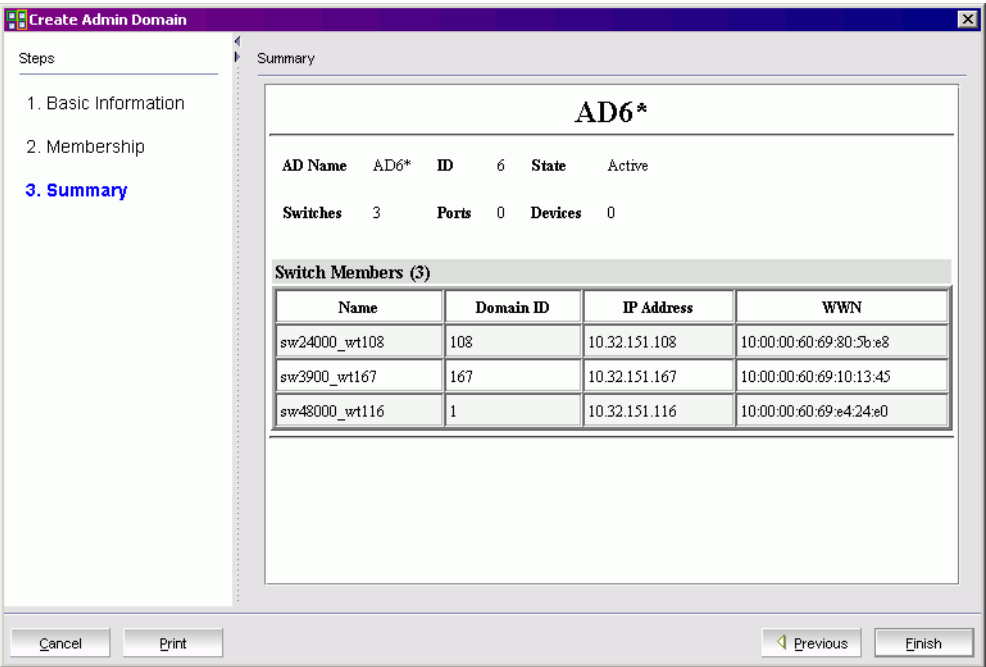 Create Admin Domain
Steps
Summary
1. Basic Information
2. Membership
3. Summary
AD6*
AD Name AD6* ID 6 State Active
Switches 3 Ports 0 Devices 0
Switch Members (3)
Name Domain ID IP Address WWN
sw24000_wt108 108 10.32.151.108 10:00:00:60:69:80:5b:e8
sw3900_wt167 167 10.32.151.167 10:00:00:60:69:10:13:45
sw48000_wt116 1 10.32.151.116 10:00:00:60:69:e4:24:e0
Cancel Print Previous Finish